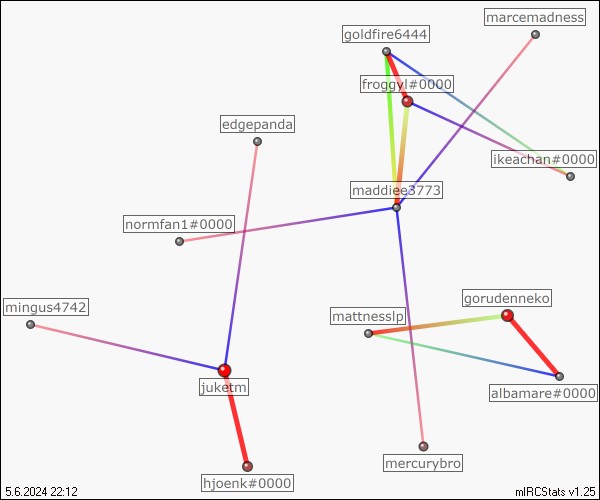 marcemadness
goldfire6444
froggyl#0000
edgepanda
ikeachan#0000
maddiee3773
normfan1#0000
gorudenneko
mingus4742
mattnesslp
juketm
albamare#0000
mercurybro
hjoenk#0000
5.6.2024 22:12
mIRCStats v1.25